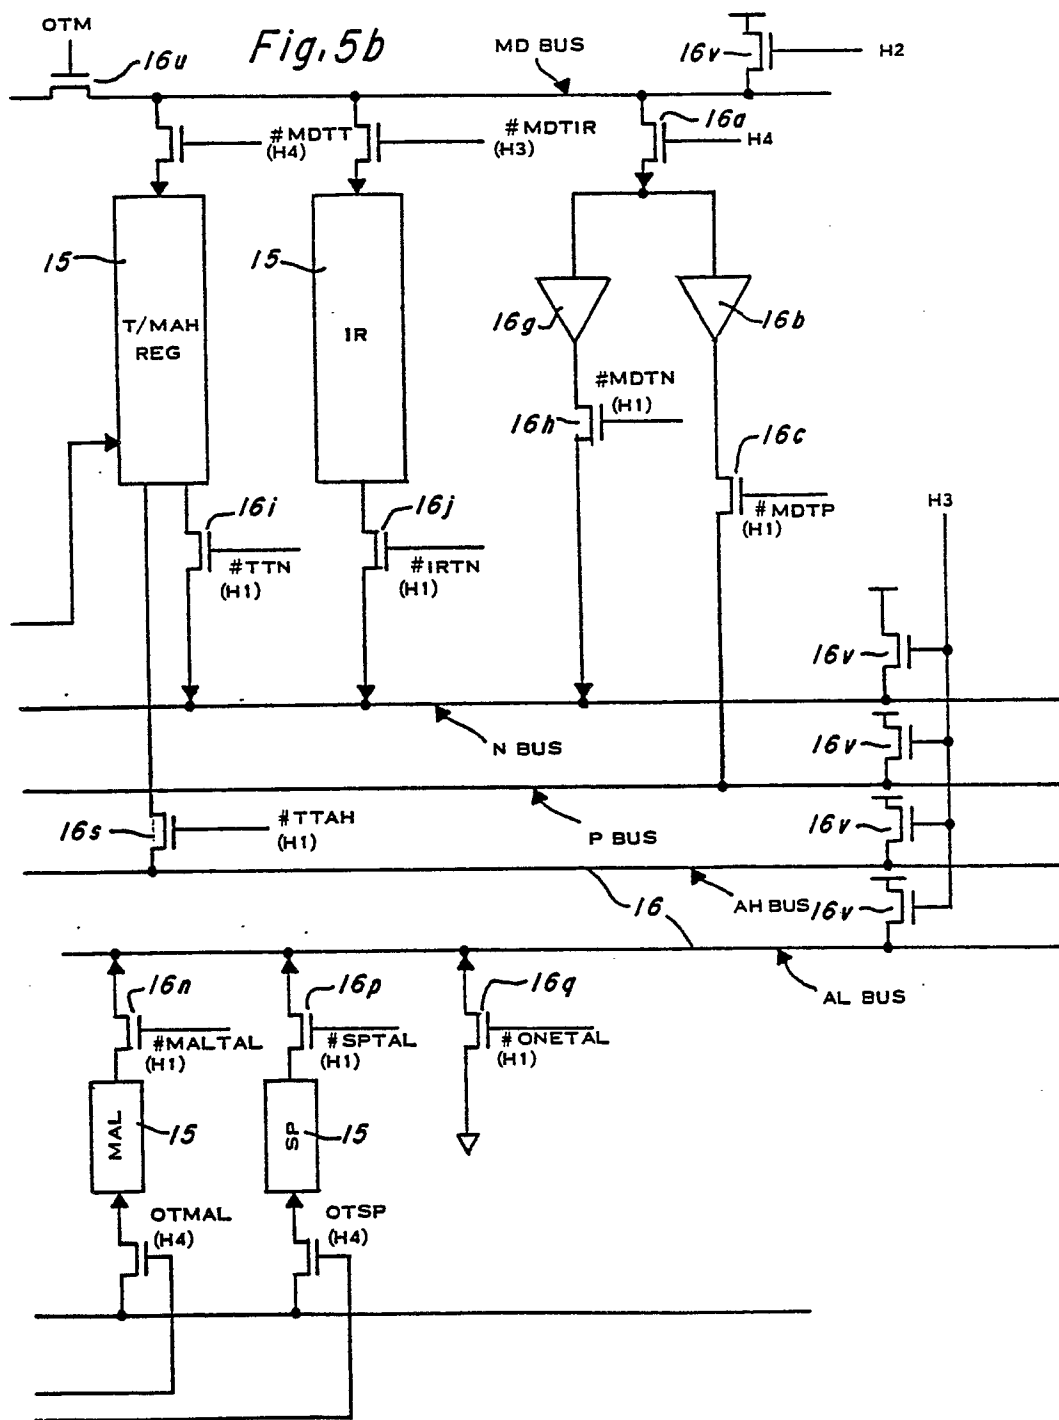 OTM
16u
Fig. 5b
MD BUS
16v
H2
#MDTT
(H4)
#MDTIR
(H3)
16a
H4
15
T/MAH
REG
15
IR
16g
16b
#MDTN
(H1)
16h
16c
#MDTP
(H1)
H3
16i
#TTN
(H1)
16j
#IRTN
(H1)
16v
N BUS
16v
16s
#TTAH
(H1)
P BUS
16v
16
AH BUS
16v
AL BUS
16n
#MALTAL
(H1)
16p
#SPTAL
(H1)
16q
#ONETAL
(H1)
MAL
15
SP
15
OTMAL
(H4)
OTSP
(H4)